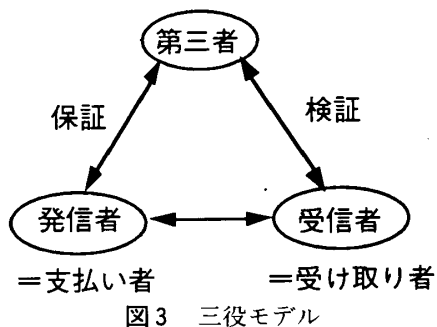 第三者
保証
検証
発信者
受信者
=支払い者
=受け取り者
図3 三役モデル